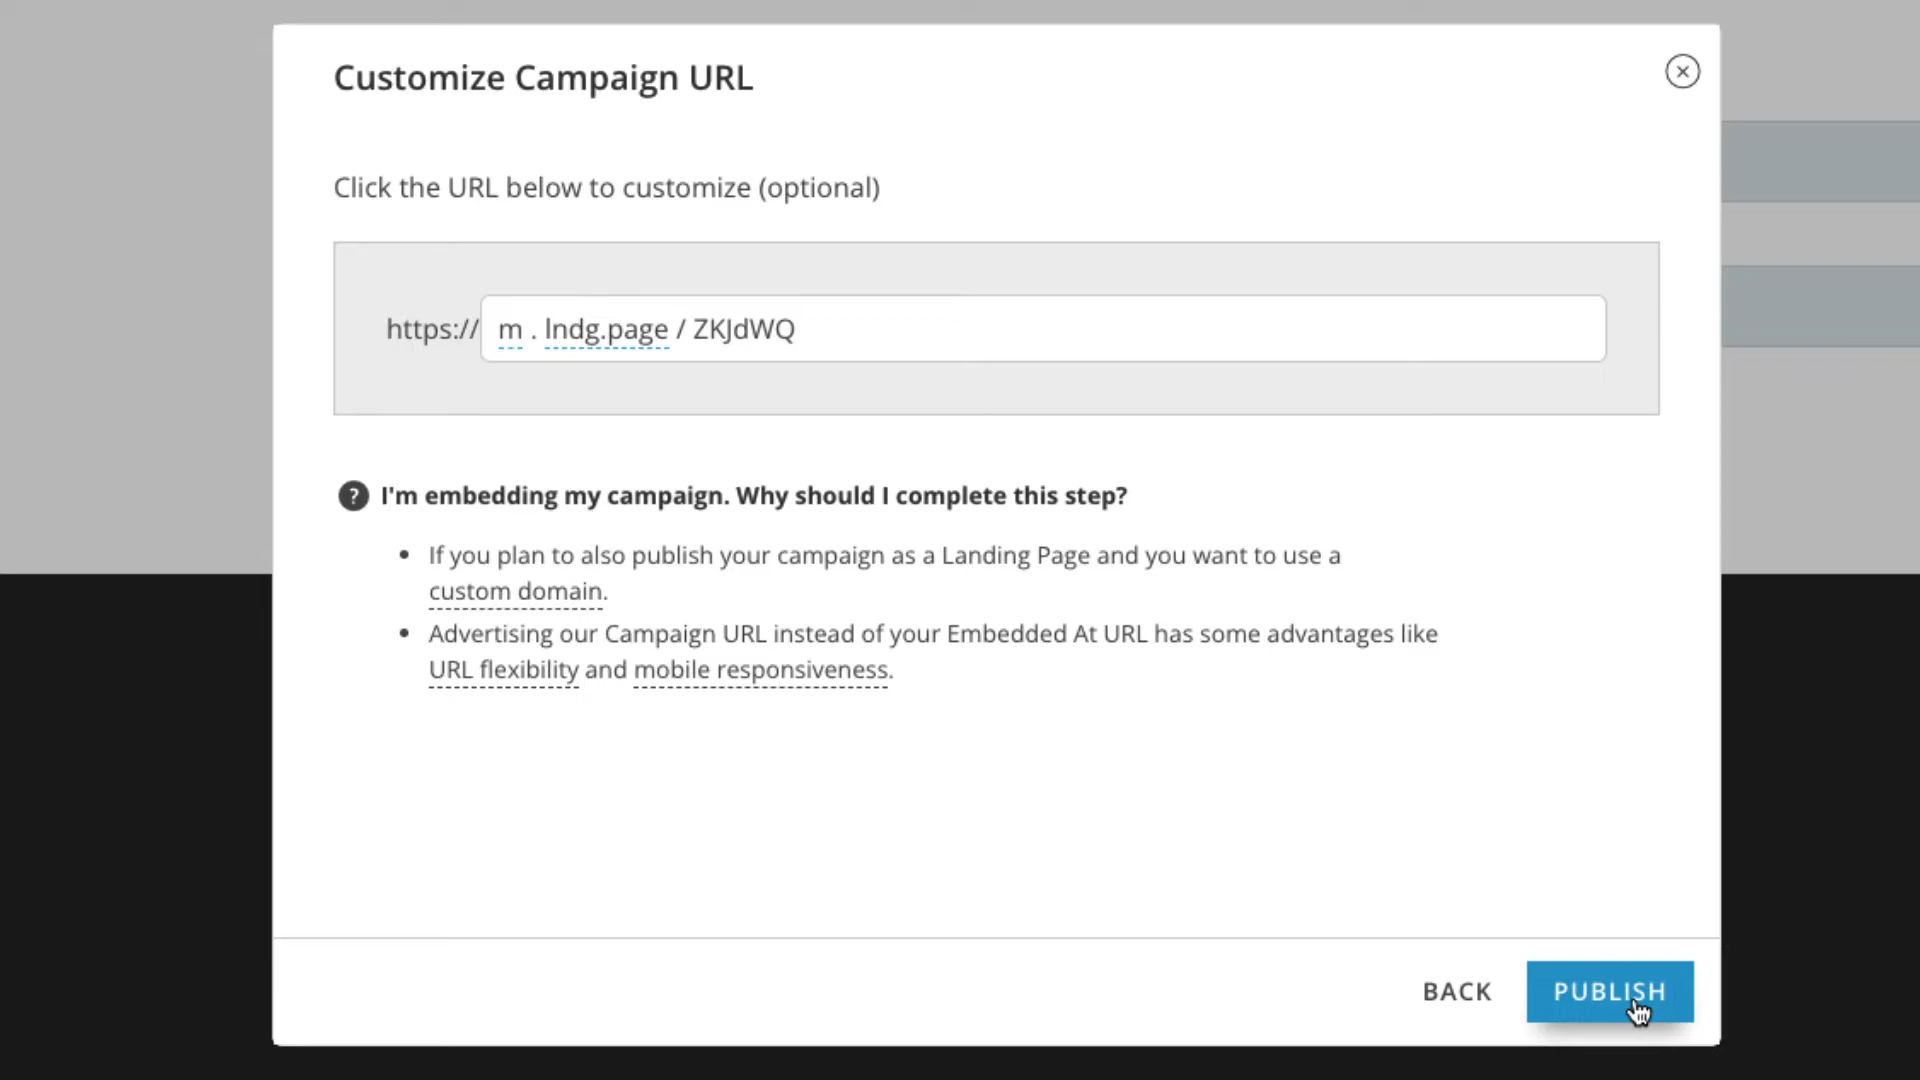 Customize Campaign URL
Click the URL below to customize (optional)
https:// m . lndg.page / ZKJdWQ
? I'm embedding my campaign. Why should I complete this step?
• If you plan to also publish your campaign as a Landing Page and you want to use a
custom domain.
• Advertising our Campaign URL instead of your Embedded At URL has some advantages like
URL flexibility and mobile responsiveness.
BACK PUBLISH